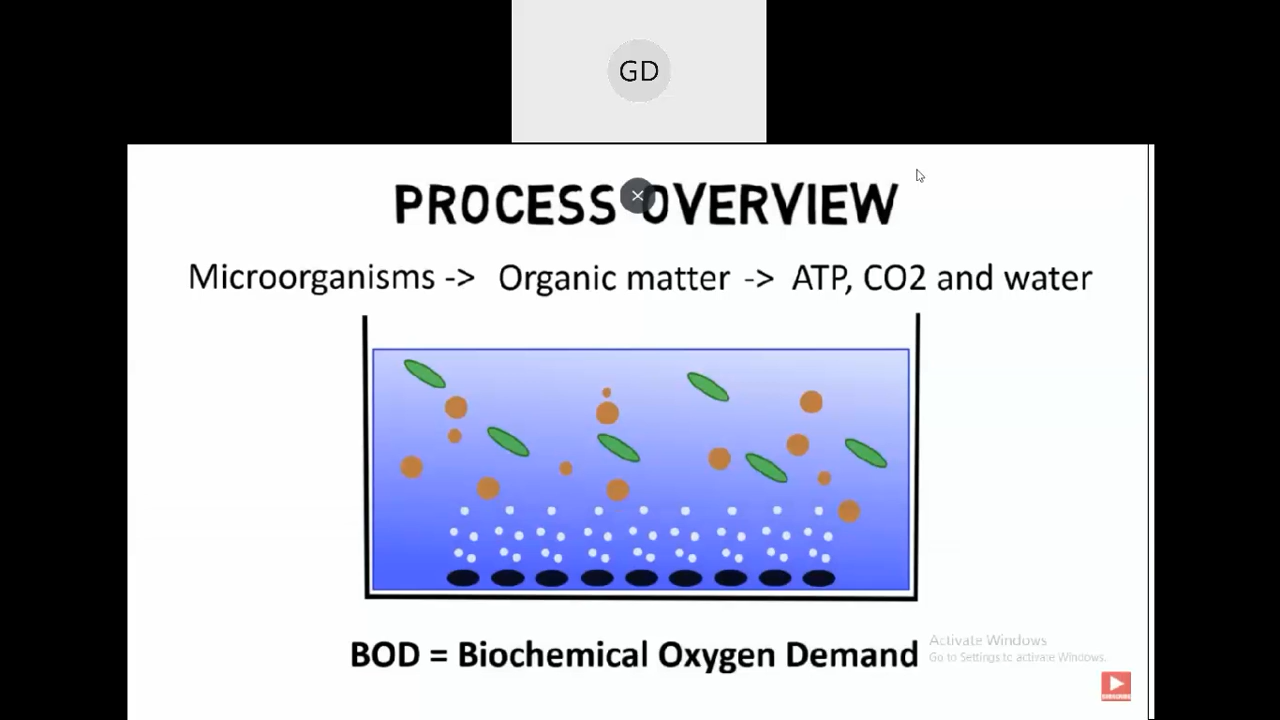 GD
PROCESS OVERVIEW
Microorganisms -> Organic matter -> ATP, CO2 and water
BOD = Biochemical Oxygen Demand
Activate Windows
Go to Settings to activate Windows.
SUBSCRIBE